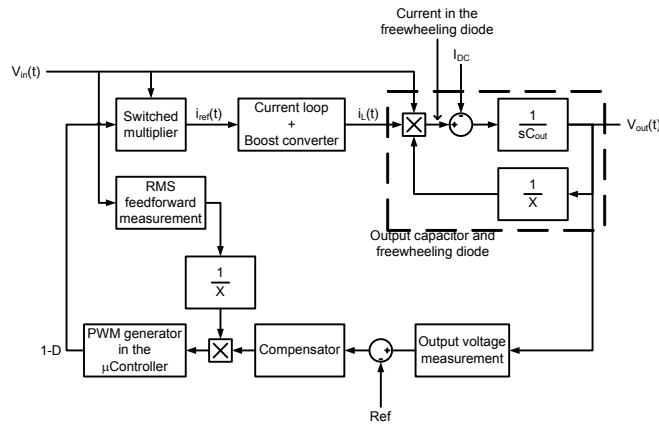 Current in the
freewheeling diode
V_in(t)
I_DC
Switched
multiplier
i_ref(t)
Current loop
+
Boost converter
i_L(t)
X
+
-
1
sC_out
V_out(t)
1
X
RMS
feedforward
measurement
Output capacitor and
freewheeling diode
1
X
1-D
PWM generator
in the
µController
X
Compensator
+
-
Output voltage
measurement
Ref